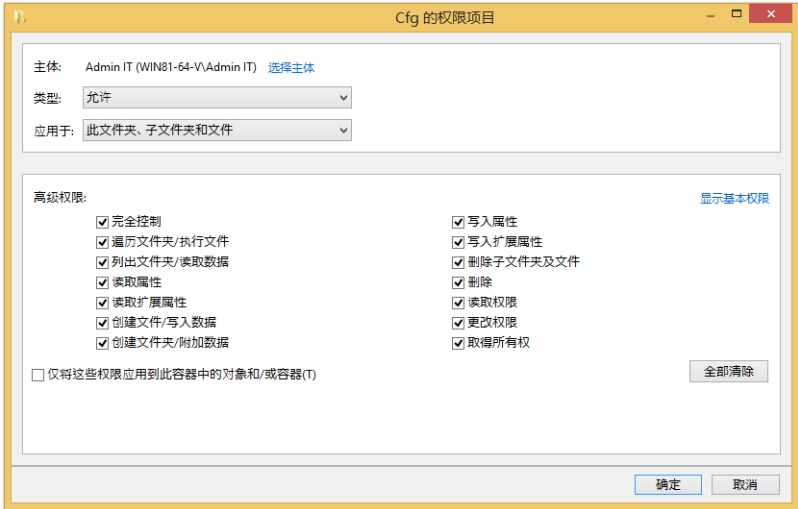 Cfg 的权限项目
主体: Admin IT (WIN81-64-V\Admin IT) 选择主体
类型: 允许
应用于: 此文件夹、子文件夹和文件
高级权限: 显示基本权限
完全控制 写入属性
遍历文件夹/执行文件 写入扩展属性
列出文件夹/读取数据 删除子文件夹及文件
读取属性 删除
读取扩展属性 读取权限
创建文件/写入数据 更改权限
创建文件夹/附加数据 取得所有权
仅将这些权限应用到此容器中的对象和/或容器(T) 全部清除
确定 取消